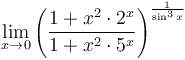 \lim_{x \to 0} \left( \frac{1 + x^2 \cdot 2^x}{1 + x^2 \cdot 5^x} \right)^{\frac{1}{\sin^3 x}}